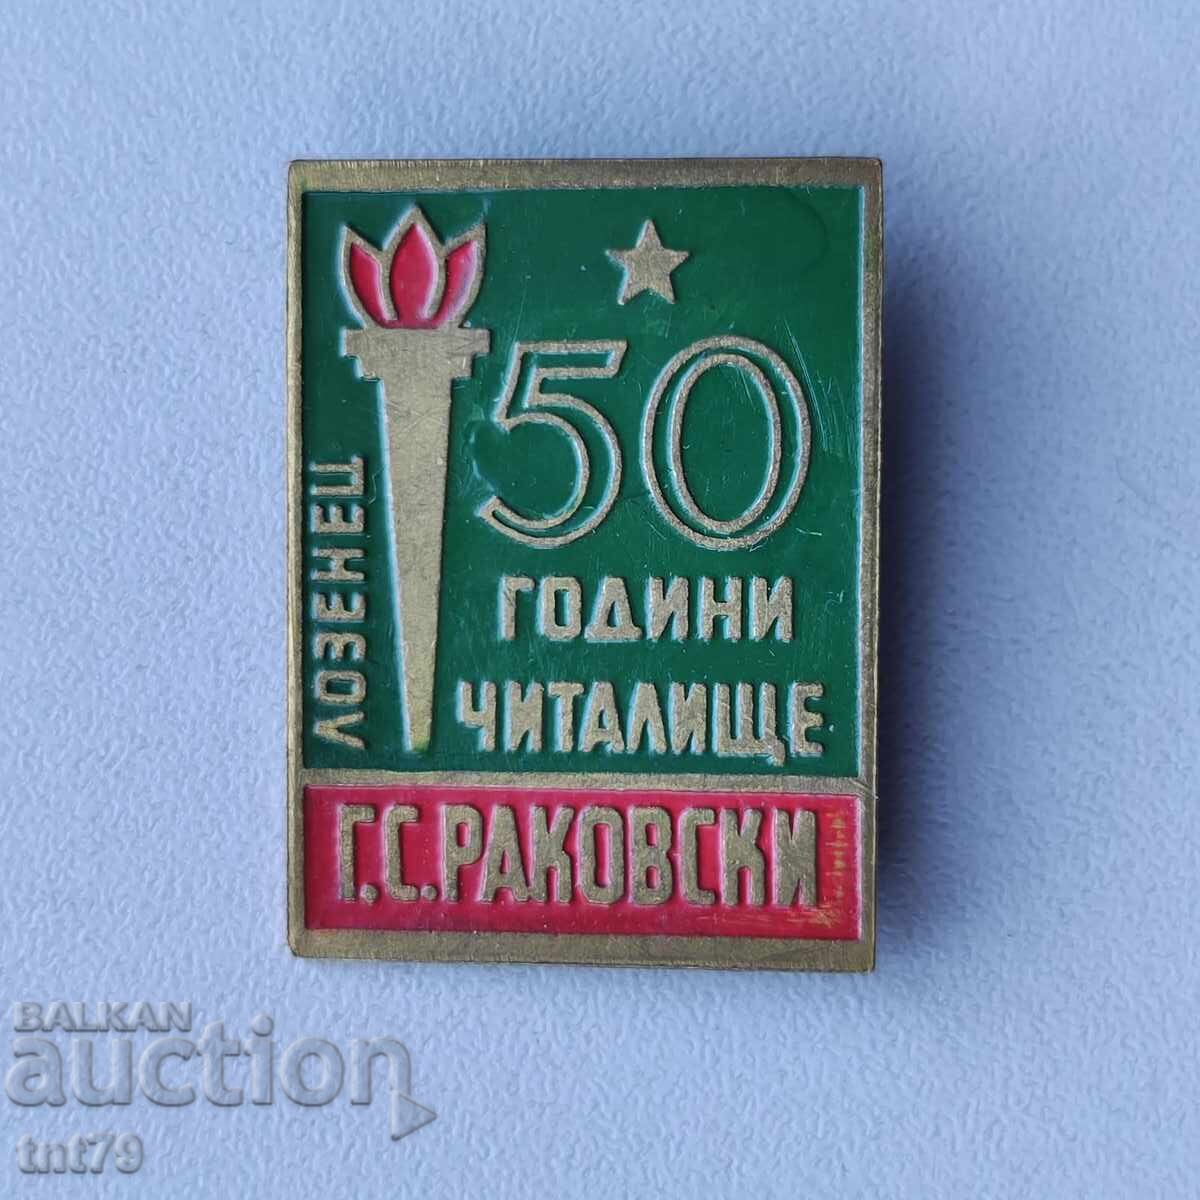 ЛОЗЕНЕЦ
50
ГОДИНИ
ЧИТАЛИЩЕ
Г.С.РАКОВСКИ
BALKAN
auction
tnt79